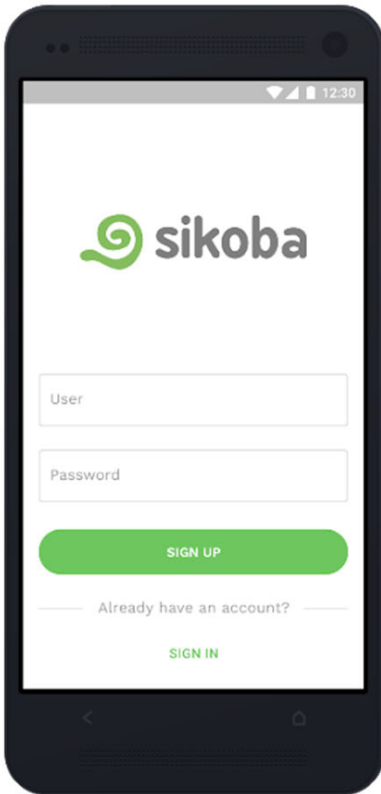 12:30
sikoba
User
Password
SIGN UP
Already have an account?
SIGN IN